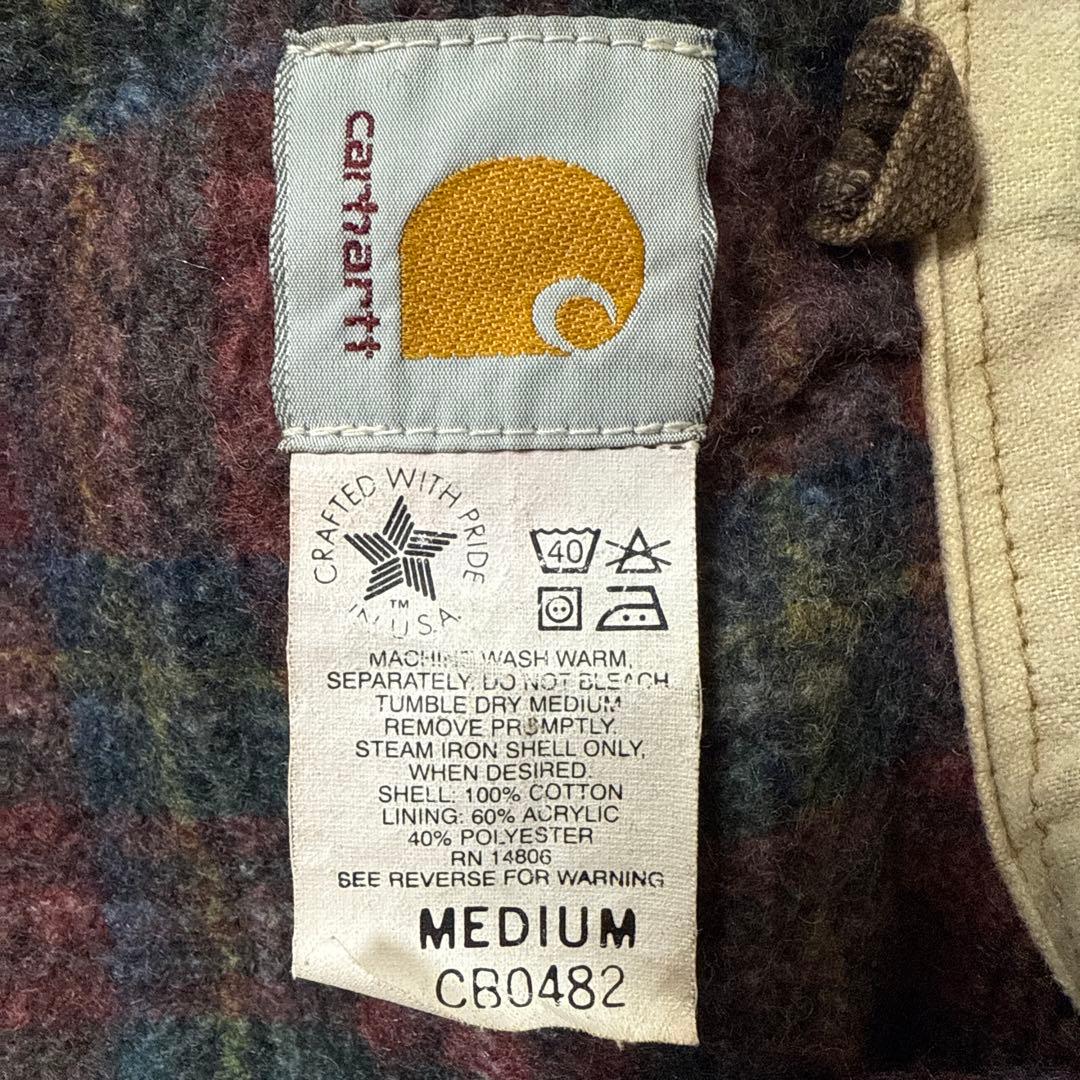 carhartt
CRAFTED WITH PRIDE
IN U.S.A.
TM
40
MACHINE WASH WARM,
SEPARATELY, DO NOT BLEACH
TUMBLE DRY MEDIUM
REMOVE PROMPTLY.
STEAM IRON SHELL ONLY,
WHEN DESIRED.
SHELL: 100% COTTON
LINING: 60% ACRYLIC
40% POLYESTER
RN 14806
SEE REVERSE FOR WARNING
MEDIUM
CB0482